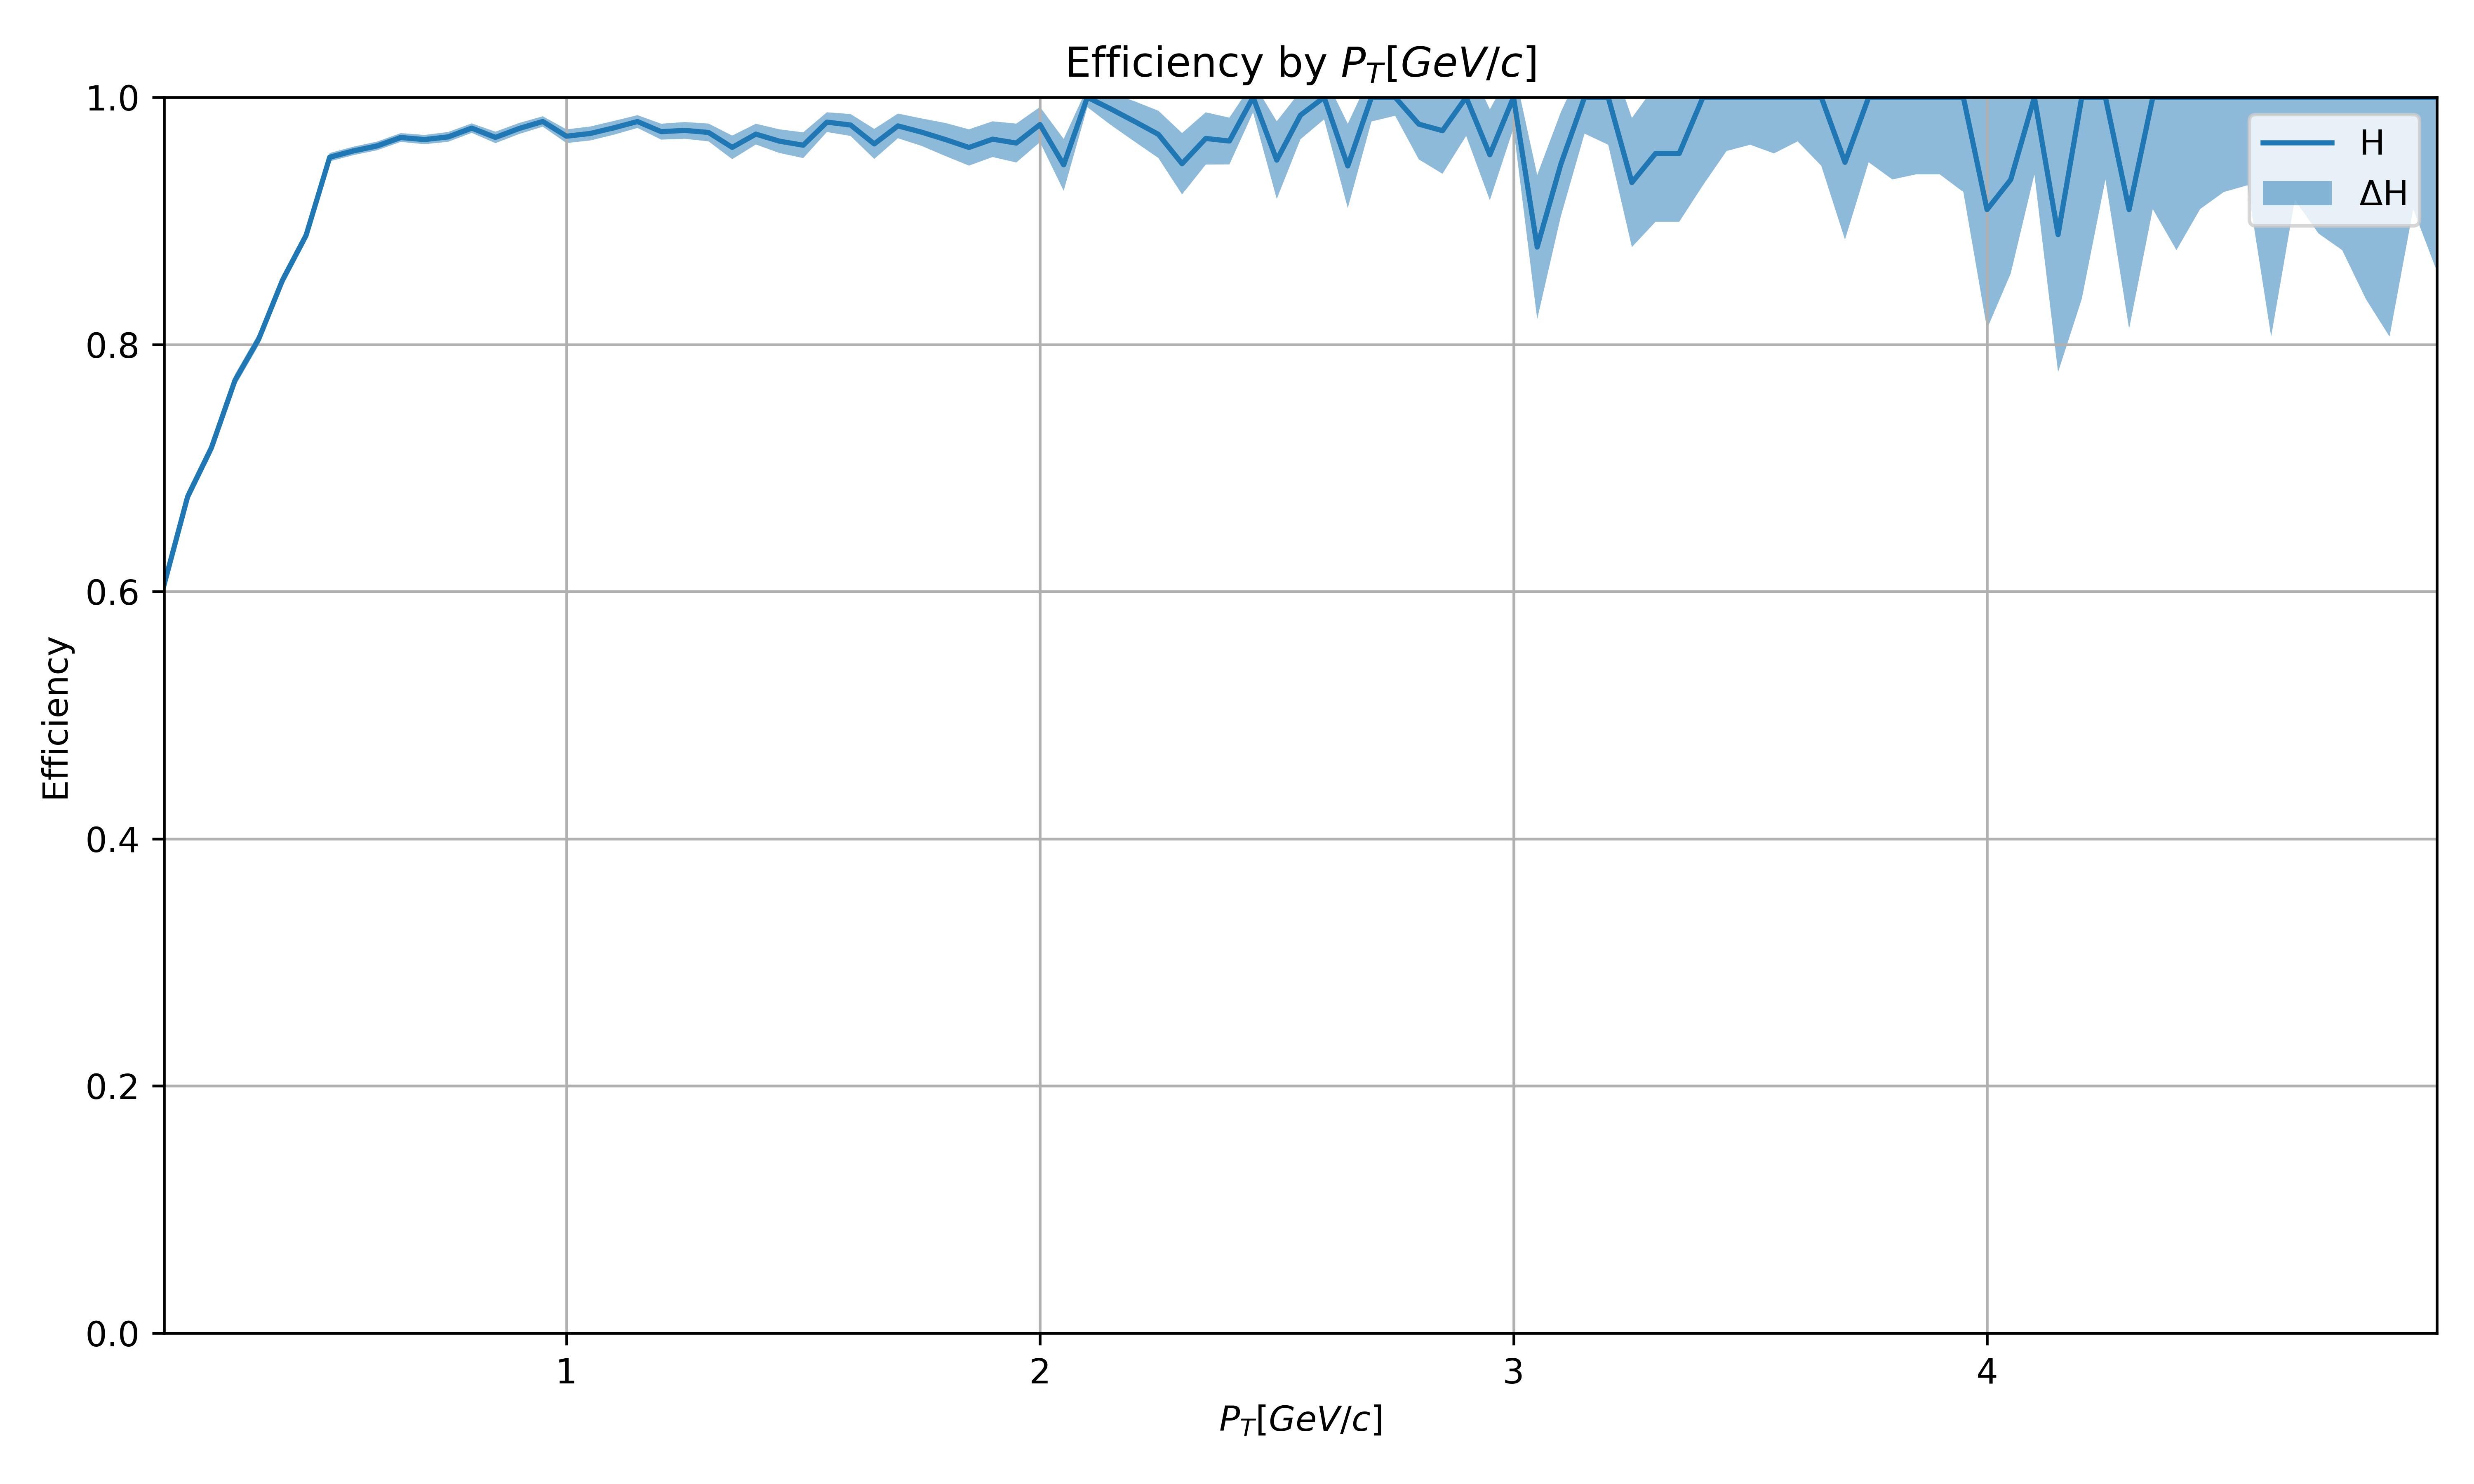 Efficiency by P_T[GeV/c]
1.0
0.8
0.6
0.4
0.2
0.0
Efficiency
H
ΔH
1 2 3 4
P_T[GeV/c]